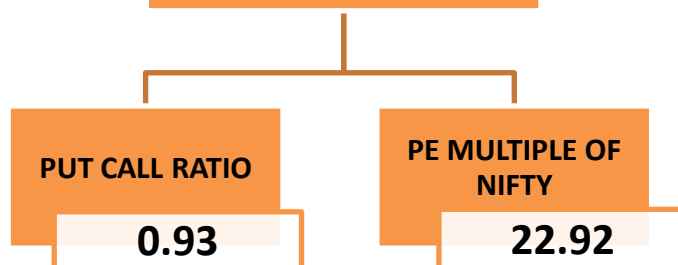 PUT CALL RATIO
0.93
PE MULTIPLE OF
NIFTY
22.92